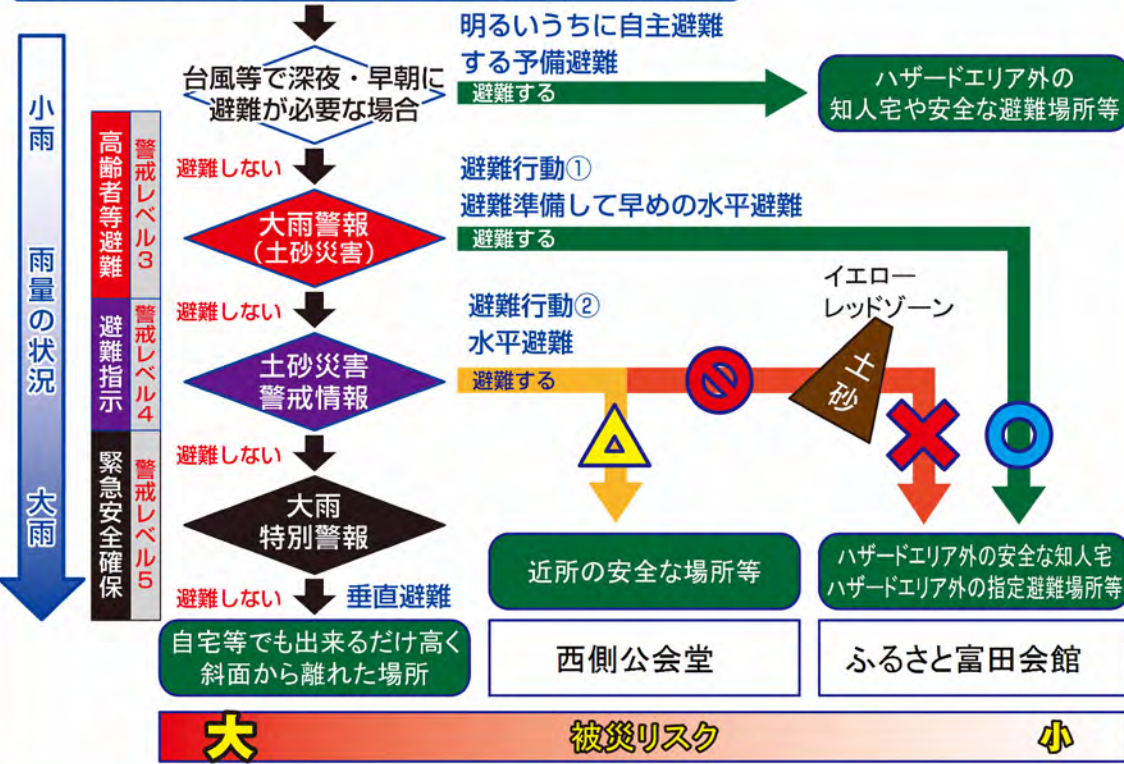 明るいうちに自主避難
する予備避難
避難する
台風等で深夜・早朝に
避難が必要な場合
ハザードエリア外の
知人宅や安全な避難場所等
小雨
雨量の状況
大雨
高齢者等避難
警戒レベル3
避難指示
警戒レベル4
緊急安全確保
警戒レベル5
避難しない
避難行動①
避難準備して早めの水平避難
避難する
大雨警報
(土砂災害)
避難しない
避難行動②
水平避難
避難する
イエロー
レッドゾーン
土砂
土砂災害
警戒情報
避難しない
大雨
特別警報
避難しない
垂直避難
自宅等でも出来るだけ高く
斜面から離れた場所
近所の安全な場所等
西側公会堂
ハザードエリア外の安全な知人宅
ハザードエリア外の指定避難場所等
ふるさと富田会館
大
被災リスク
小